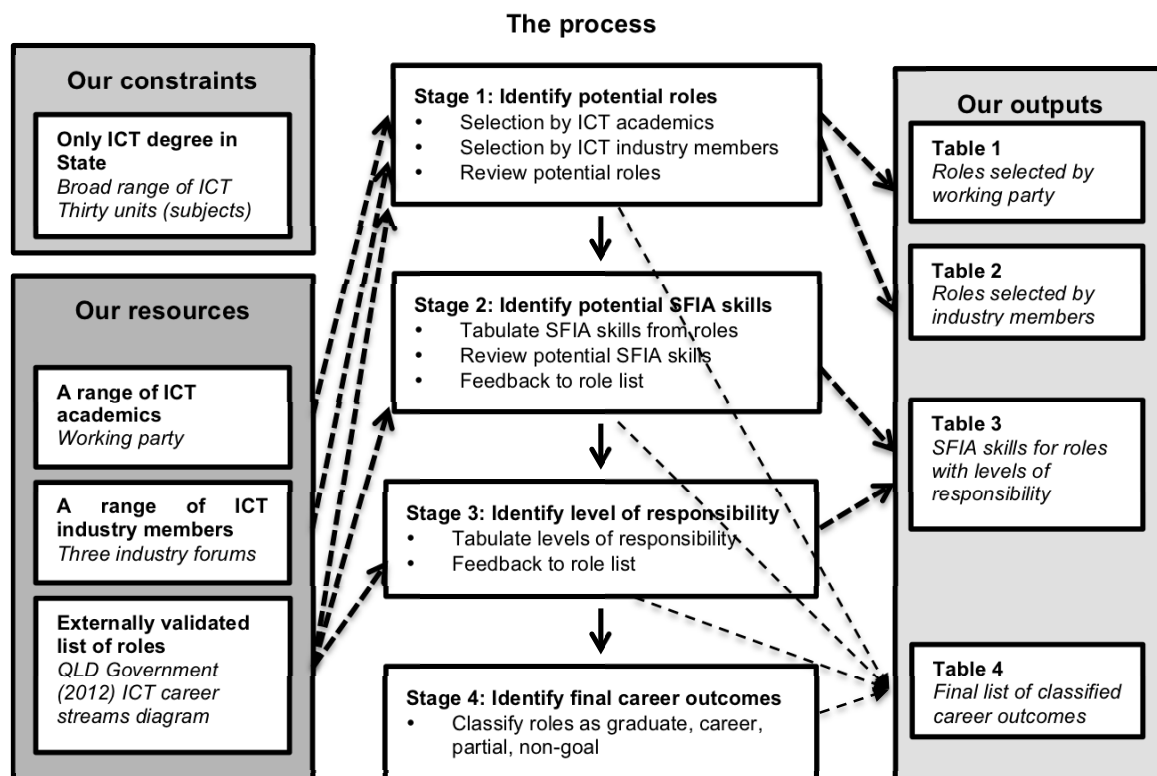 The process
Our constraints
Only ICT degree in
State
Broad range of ICT
Thirty units (subjects)
Our resources
A range of ICT
academics
Working party
A range of ICT
industry members
Three industry forums
Externally validated
list of roles
QLD Government
(2012) ICT career
streams diagram
Stage 1: Identify potential roles
• Selection by ICT academics
• Selection by ICT industry members
• Review potential roles
Stage 2: Identify potential SFIA skills
• Tabulate SFIA skills from roles
• Review potential SFIA skills
• Feedback to role list
Stage 3: Identify level of responsibility
• Tabulate levels of responsibility
• Feedback to role list
Stage 4: Identify final career outcomes
• Classify roles as graduate, career,
partial, non-goal
Our outputs
Table 1
Roles selected by
working party
Table 2
Roles selected by
industry members
Table 3
SFIA skills for roles
with levels of
responsibility
Table 4
Final list of classified
career outcomes